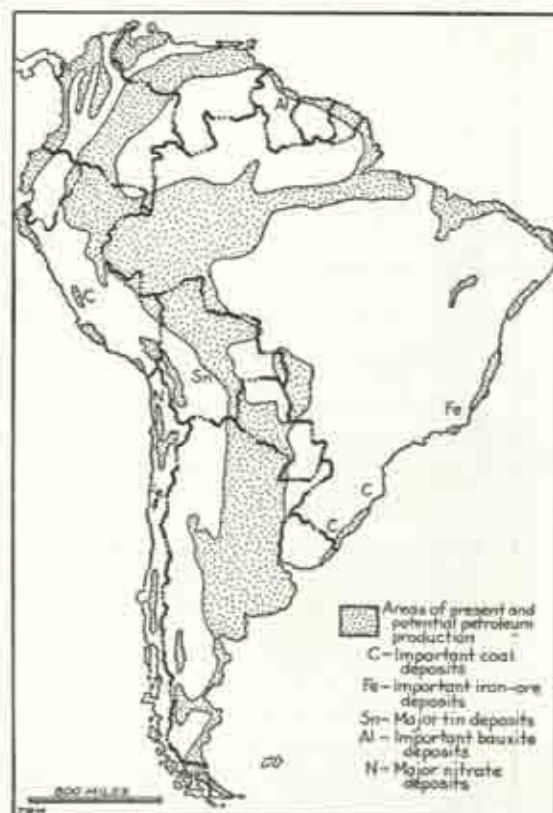 Al
C
Sn
Fe
C
C
Areas of present and
potential petroleum
production
C-Important coal
deposits
Fe-Important iron-ore
deposits
Sn-Major tin deposits
Al-Important bauxite
deposits
N-Major nitrate
deposits
800 MILES